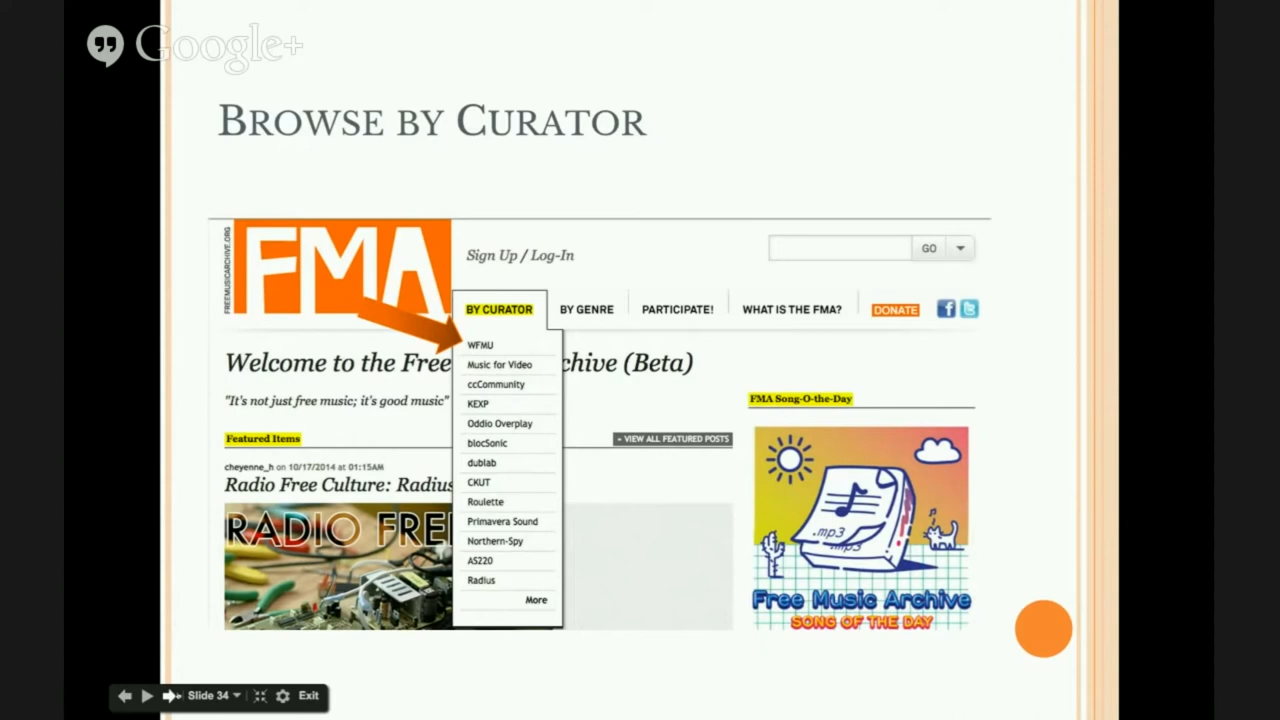 Google+
BROWSE BY CURATOR
FREEMUSICARCHIVE.ORG
FMA
Sign Up / Log-In
GO
BY CURATOR
BY GENRE
PARTICIPATE!
WHAT IS THE FMA?
DONATE
WFMU
Music for Video
ccCommunity
KEXP
Oddio Overplay
blocSonic
dublab
CKUT
Roulette
Primavera Sound
Northern-Spy
AS220
Radius
More
Welcome to the Free
chive (Beta)
"It's not just free music; it's good music"
Featured Items
+ VIEW ALL FEATURED POSTS
cheyenne_h on 10/17/2014 at 01:15AM
Radio Free Culture: Radius
RADIO FREE
FMA Song-O-the-Day
.mp3
mp3
Free Music Archive
SONG OF THE DAY
Slide 34
Exit